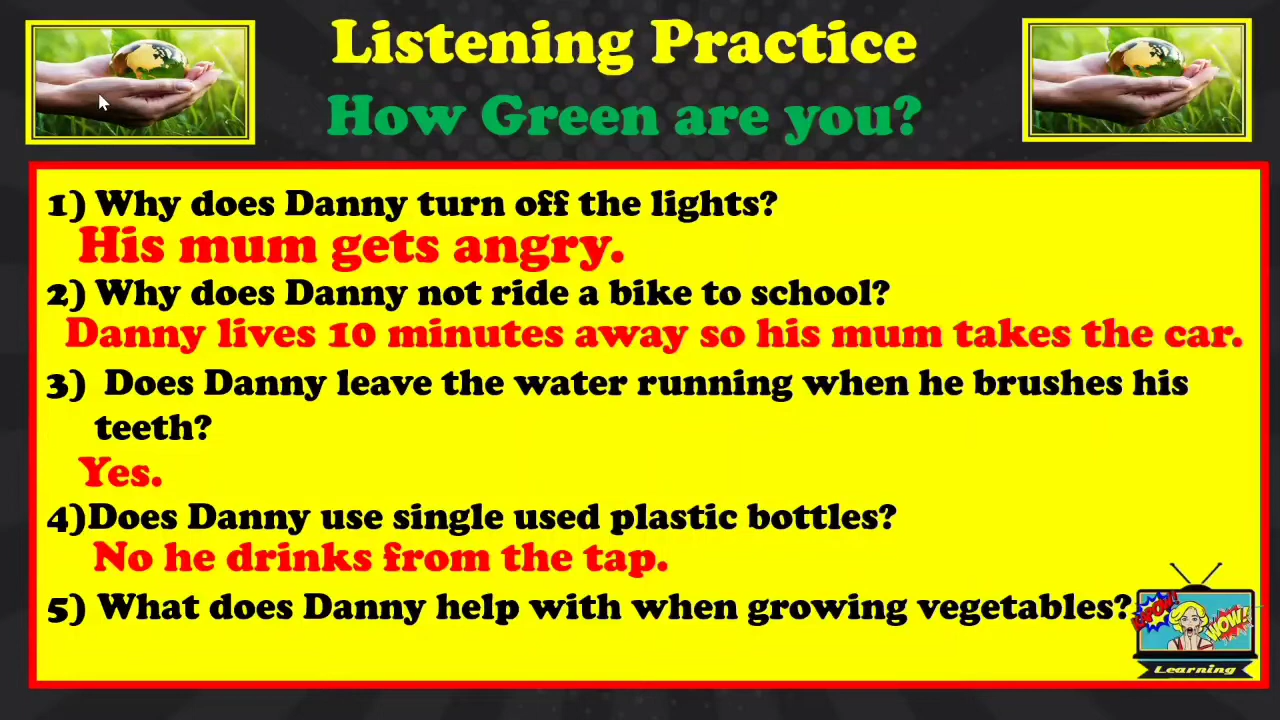 Listening Practice
How Green are you?
1) Why does Danny turn off the lights?
His mum gets angry.
2) Why does Danny not ride a bike to school?
Danny lives 10 minutes away so his mum takes the car.
3) Does Danny leave the water running when he brushes his
teeth?
Yes.
4)Does Danny use single used plastic bottles?
No he drinks from the tap.
5) What does Danny help with when growing vegetables?
WOW!
Learning